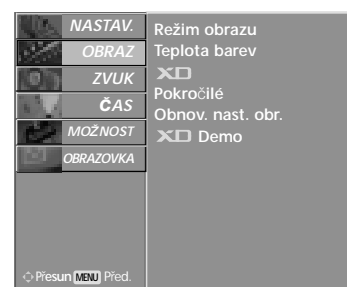 NASTAV.
OBRAZ
ZVUK
ČAS
MOŽNOST
OBRAZOVKA
Režim obrazu
Teplota barev
XD
Pokročilé
Obnov. nast. obr.
XD Demo
Přesun MENU Před.